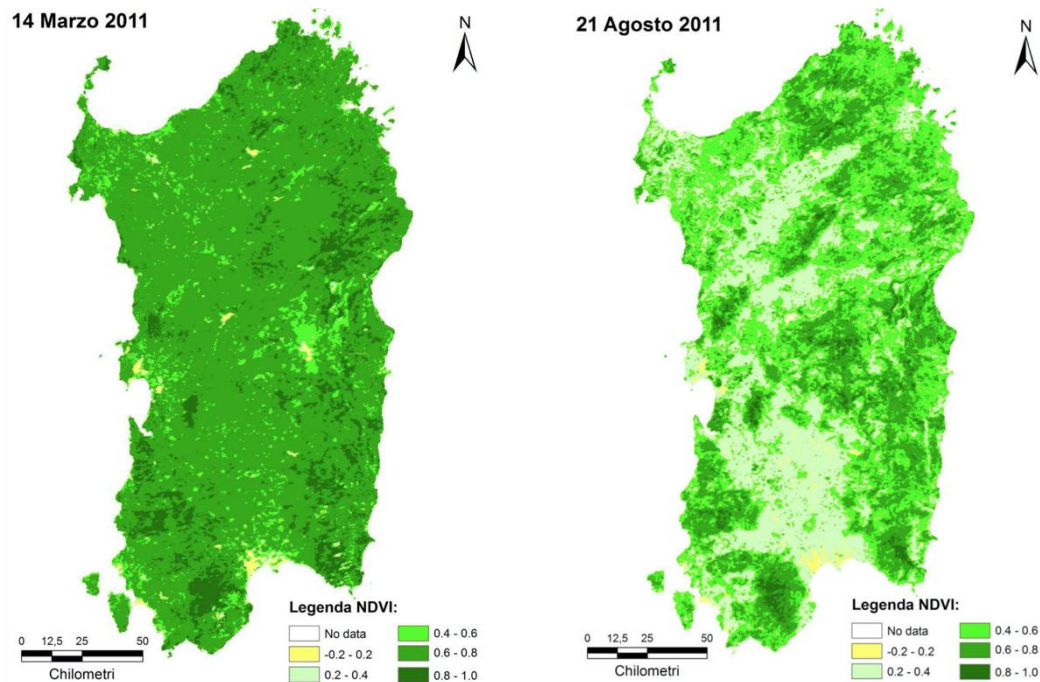 14 Marzo 2011
N
Legenda NDVI:
No data
-0.2 - 0.2
0.2 - 0.4
0.4 - 0.6
0.6 - 0.8
0.8 - 1.0
0 12,5 25 50
Chilometri
21 Agosto 2011
N
Legenda NDVI:
No data
-0.2 - 0.2
0.2 - 0.4
0.4 - 0.6
0.6 - 0.8
0.8 - 1.0
0 12,5 25 50
Chilometri